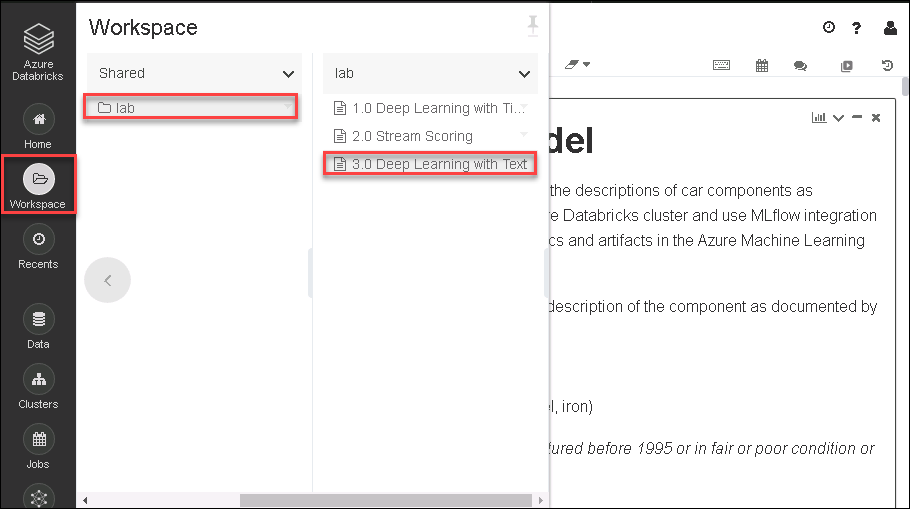 Azure
Databricks
Home
Workspace
Recents
Data
Clusters
Jobs
Workspace
Shared
lab
lab
1.0 Deep Learning with Ti...
2.0 Stream Scoring
3.0 Deep Learning with Text
?
del
the descriptions of car components as
Databricks cluster and use MLflow integration
and artifacts in the Azure Machine Learning
description of the component as documented by
iron)
before 1995 or in fair or poor condition or